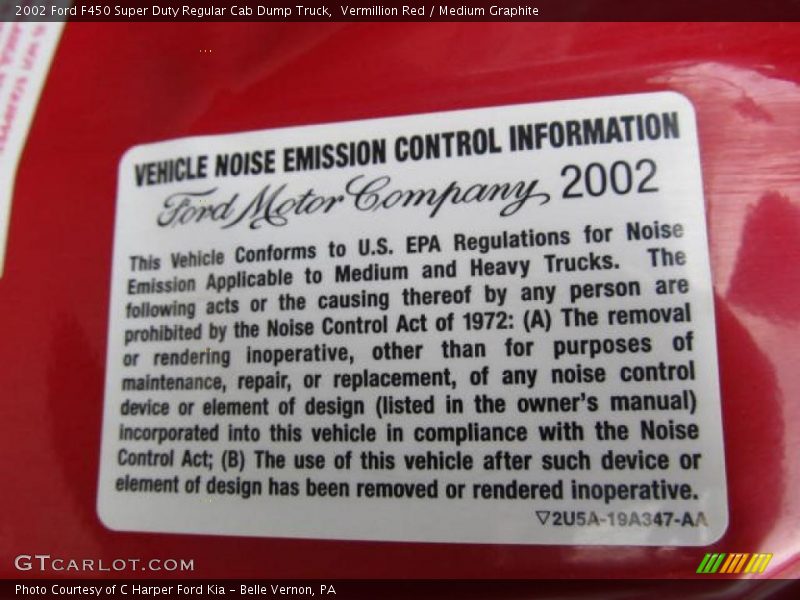 2002 Ford F450 Super Duty Regular Cab Dump Truck,  Vermillion Red / Medium Graphite
VEHICLE NOISE EMISSION CONTROL INFORMATION
Ford Motor Company 2002
This Vehicle Conforms to U.S. EPA Regulations for Noise
Emission Applicable to Medium and Heavy Trucks. The
following acts or the causing thereof by any person are
prohibited by the Noise Control Act of 1972: (A) The removal
or rendering inoperative, other than for purposes of
maintenance, repair, or replacement, of any noise control
device or element of design (listed in the owner's manual)
incorporated into this vehicle in compliance with the Noise
Control Act; (B) The use of this vehicle after such device or
element of design has been removed or rendered inoperative.
▽2U5A-19A347-AA
GTCARLOT.COM
Photo Courtesy of C Harper Ford Kia - Belle Vernon, PA